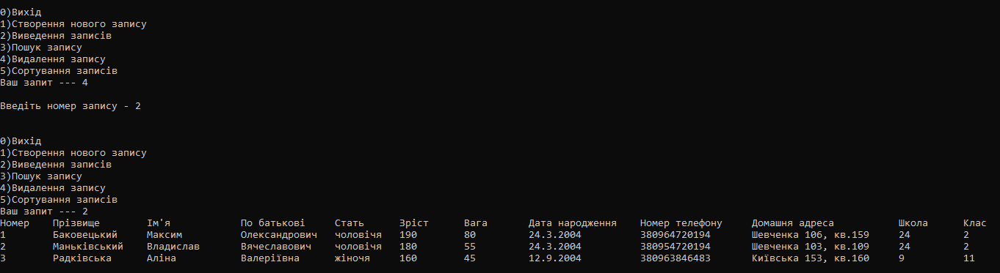 0)Вихід
1)Створення нового запису
2)Виведення записів
3)Пошук запису
4)Видалення запису
5)Сортування записів
Ваш запит --- 4
Введіть номер запису - 2
0)Вихід
1)Створення нового запису
2)Виведення записів
3)Пошук запису
4)Видалення запису
5)Сортування записів
Ваш запит --- 2
Номер Прізвище Ім'я По батькові Стать Зріст Вага Дата народження Номер телефону Домашня адреса Школа Клас
1 Баковецький Максим Олександрович чоловіча 190 80 24.3.2004 380964720194 Шевченка 106, кв.159 24 2
2 Маньківський Владислав Вячеславович чоловіча 180 55 24.3.2004 380954720194 Шевченка 103, кв.109 24 2
3 Радківська Аліна Валеріївна жіноча 160 45 12.9.2004 380963846483 Київська 153, кв.160 9 11